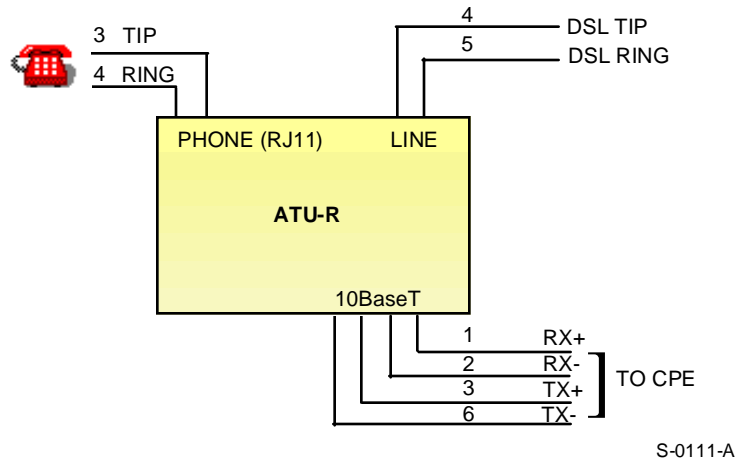 3 TIP
4 RING
4 DSL TIP
5 DSL RING
PHONE (RJ11) LINE
ATU-R
10BaseT
1 RX+
2 RX-
3 TX+
6 TX-
TO CPE
S-0111-A